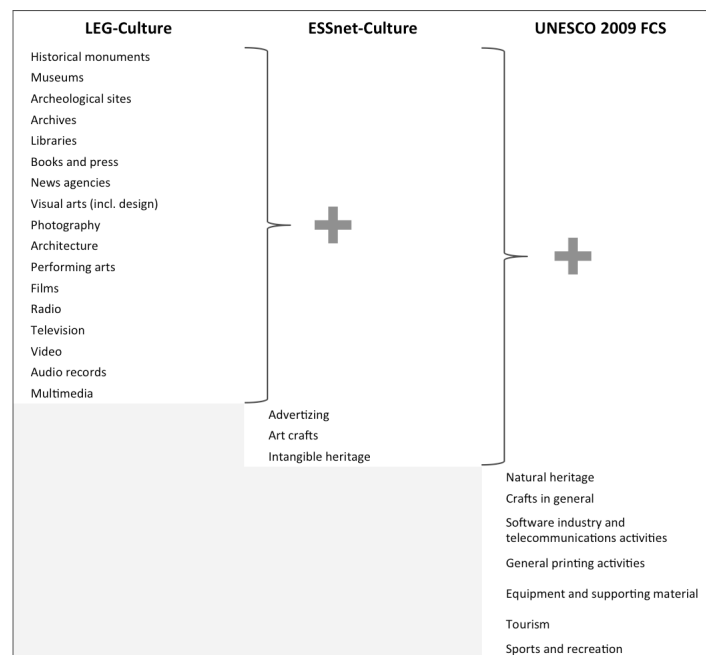 LEG-Culture
ESSnet-Culture
UNESCO 2009 FCS
Historical monuments
Museums
Archeological sites
Archives
Libraries
Books and press
News agencies
Visual arts (incl. design)
Photography
Architecture
Performing arts
Films
Radio
Television
Video
Audio records
Multimedia
Advertizing
Art crafts
Intangible heritage
Natural heritage
Crafts in general
Software industry and
telecommunications activities
General printing activities
Equipment and supporting material
Tourism
Sports and recreation